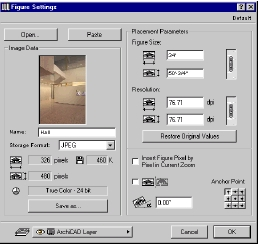 Figure Settings
Default
Open...
Paste
Image Data
Name:
Hall
Storage Format:
JPEG
326 pixels
460 K
490 pixels
True Color - 24 bit
Save as...
Placement Parameters
Figure Size:
34'
50'-3/4"
Resolution:
76.71 dpi
76.71 dpi
Restore Original Values
Insert Figure Pixel by
Pixel in Current Zoom
Anchor Point
0.00°
ArchiCAD Layer
Cancel
OK